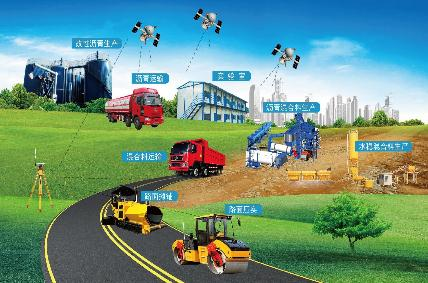 改性沥青生产
沥青运输
实验室
沥青混合料生产
混合料运输
水稳混合料生产
路面摊铺
路面压实